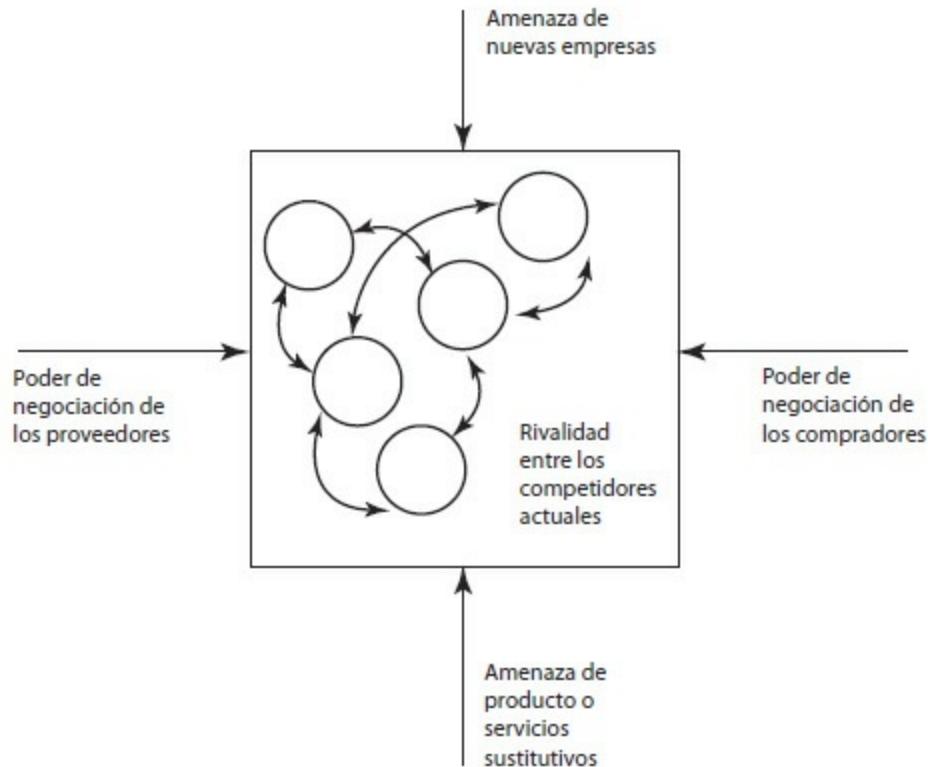 Amenaza de
nuevas empresas
Poder de
negociación de
los proveedores
Poder de
negociación de
los compradores
Rivalidad
entre los
competidores
actuales
Amenaza de
producto o
servicios
sustitutivos